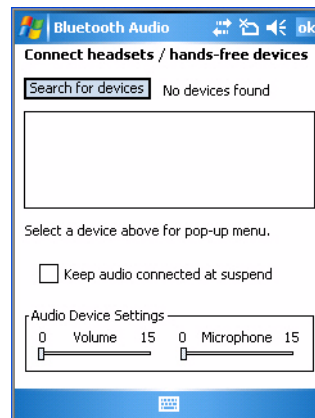 Bluetooth Audio ok
Connect headsets / hands-free devices
Search for devices No devices found
Select a device above for pop-up menu.
Keep audio connected at suspend
Audio Device Settings
0 Volume 15 0 Microphone 15